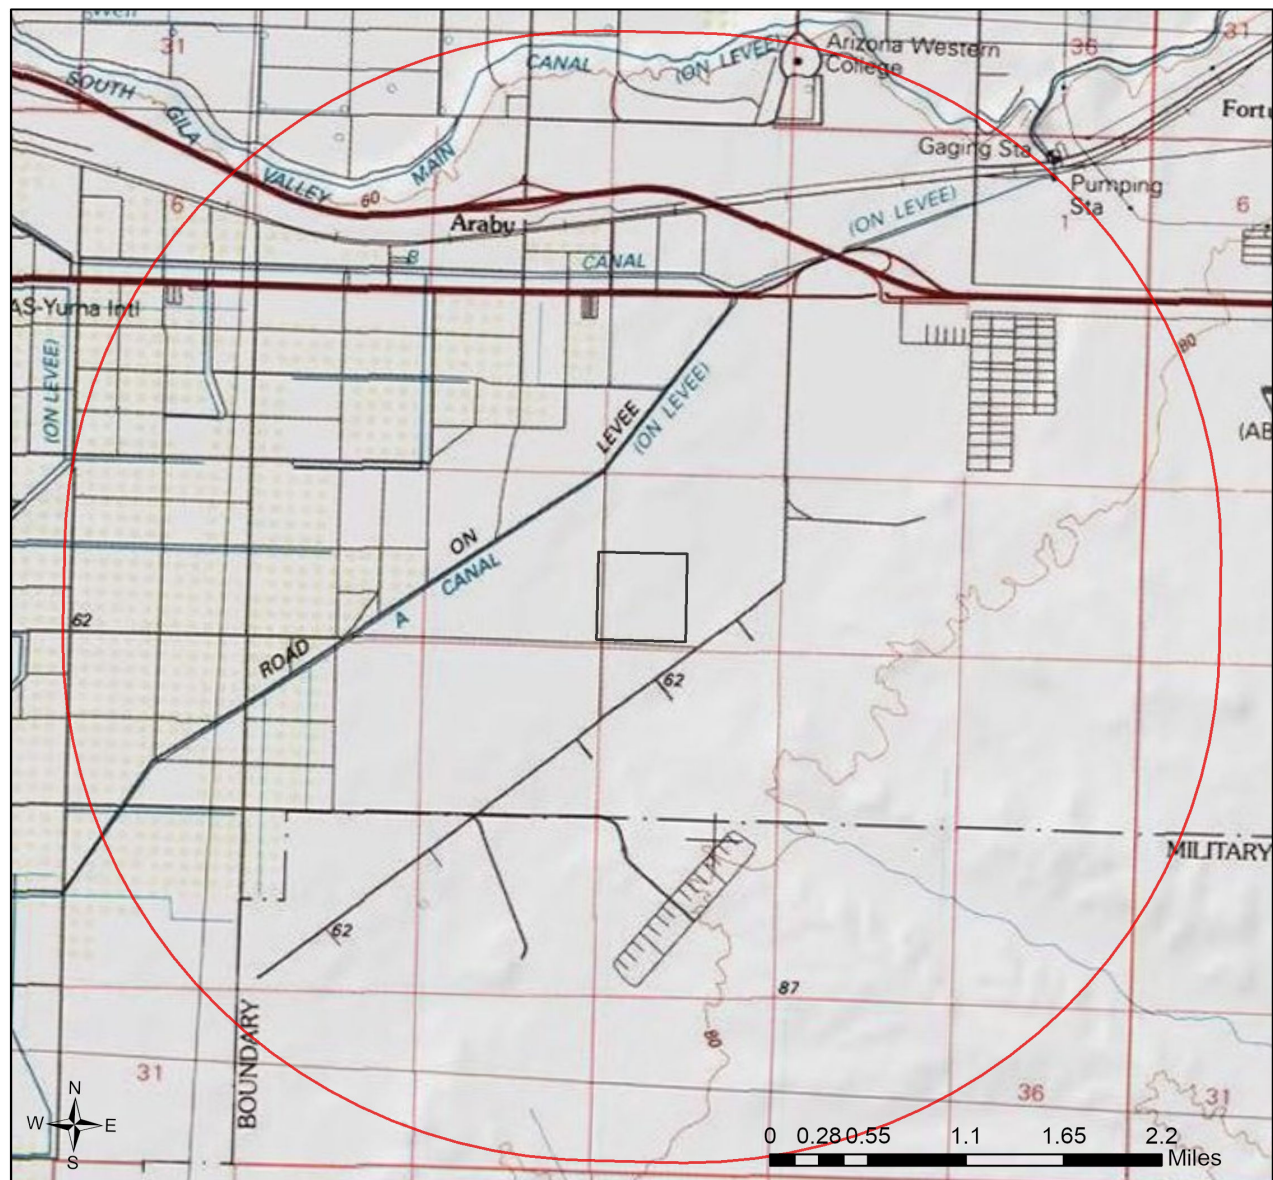 Well
31
CANAL
(ON LEVEE)
Arizona Western
College
36
31
SOUTH
GILA
VALLEY
MAIN
60
Gaging Sta
Pumping
Sta
6
Araby
(ON LEVEE)
1
6
B
CANAL
AS-Yuma Intl
80
(ON LEVEE)
LEVEE
(ON LEVEE)
ON
CANAL
A
62
ROAD
62
MILITARY
62
87
BOUNDARY
80
31
36
31
N
W E
S
0 0.28 0.55 1.1 1.65 2.2
Miles